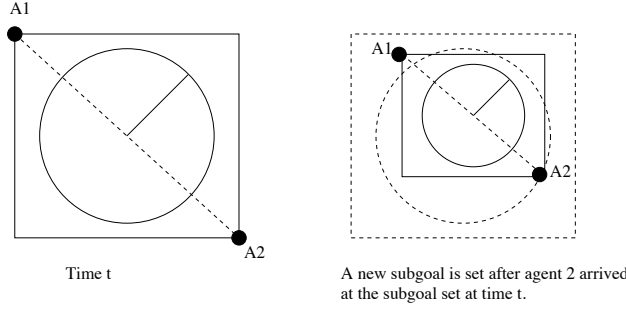 A1
A2
Time t
A1
A2
A new subgoal is set after agent 2 arrived
at the subgoal set at time t.